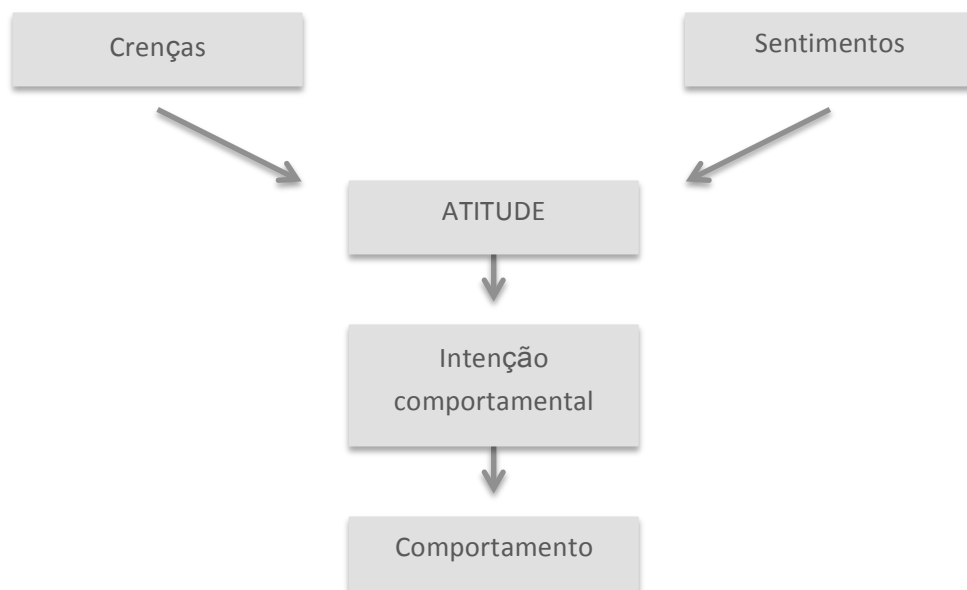 Crenças
Sentimentos
ATITUDE
Intenção
comportamental
Comportamento